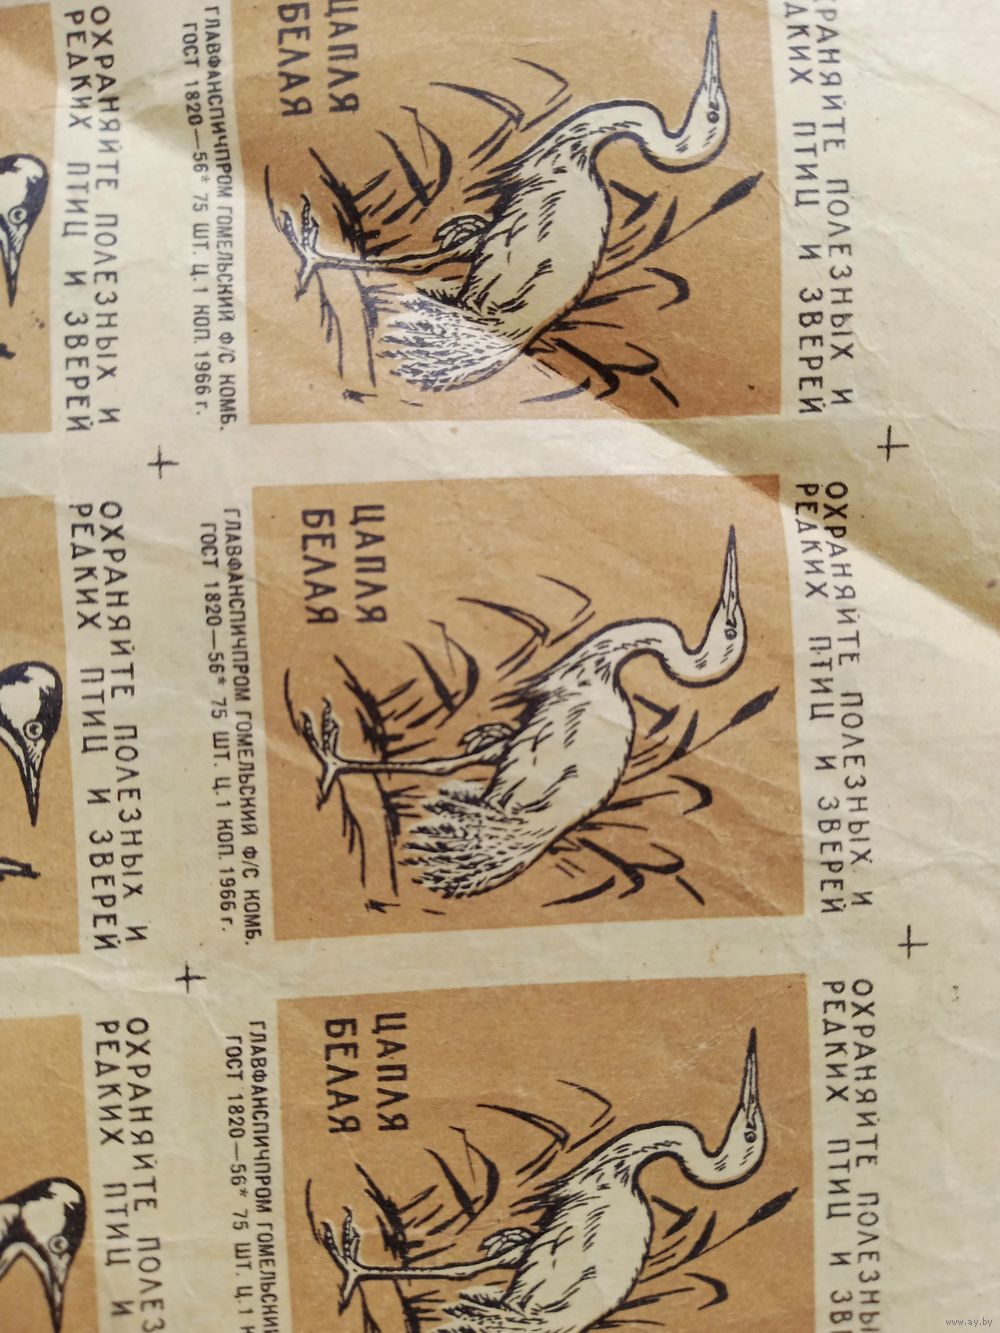 ОХРАНЯЙТЕ ПОЛЕЗНЫХ И
РЕДКИХ ПТИЦ И ЗВЕРЕЙ
ЦАПЛЯ
БЕЛАЯ
ГЛАВФАНСПИЧПРОМ ГОМЕЛЬСКИЙ Ф/С КОМБ.
ГОСТ 1820—56* 75 ШТ. Ц. 1 КОП. 1966 г.
ОХРАНЯЙТЕ ПОЛЕЗНЫХ И
РЕДКИХ ПТИЦ И ЗВЕРЕЙ
ОХРАНЯЙТЕ ПОЛЕЗНЫХ И
РЕДКИХ ПТИЦ И ЗВЕРЕЙ
ЦАПЛЯ
БЕЛАЯ
ГЛАВФАНСПИЧПРОМ ГОМЕЛЬСКИЙ Ф/С КОМБ.
ГОСТ 1820—56* 75 ШТ. Ц. 1 КОП. 1966 г.
ОХРАНЯЙТЕ ПОЛЕЗНЫХ И
РЕДКИХ ПТИЦ И ЗВЕРЕЙ
ОХРАНЯЙТЕ ПОЛЕЗНЫ
РЕДКИХ ПТИЦ И ЗВ
ЦАПЛЯ
БЕЛАЯ
ГЛАВФАНСПИЧПРОМ ГОМЕЛЬСКИЙ
ГОСТ 1820—56* 75 ШТ. Ц. 1 К
ОХРАНЯЙТЕ ПОЛЕЗ
РЕДКИХ ПТИЦ И
www.ay.by